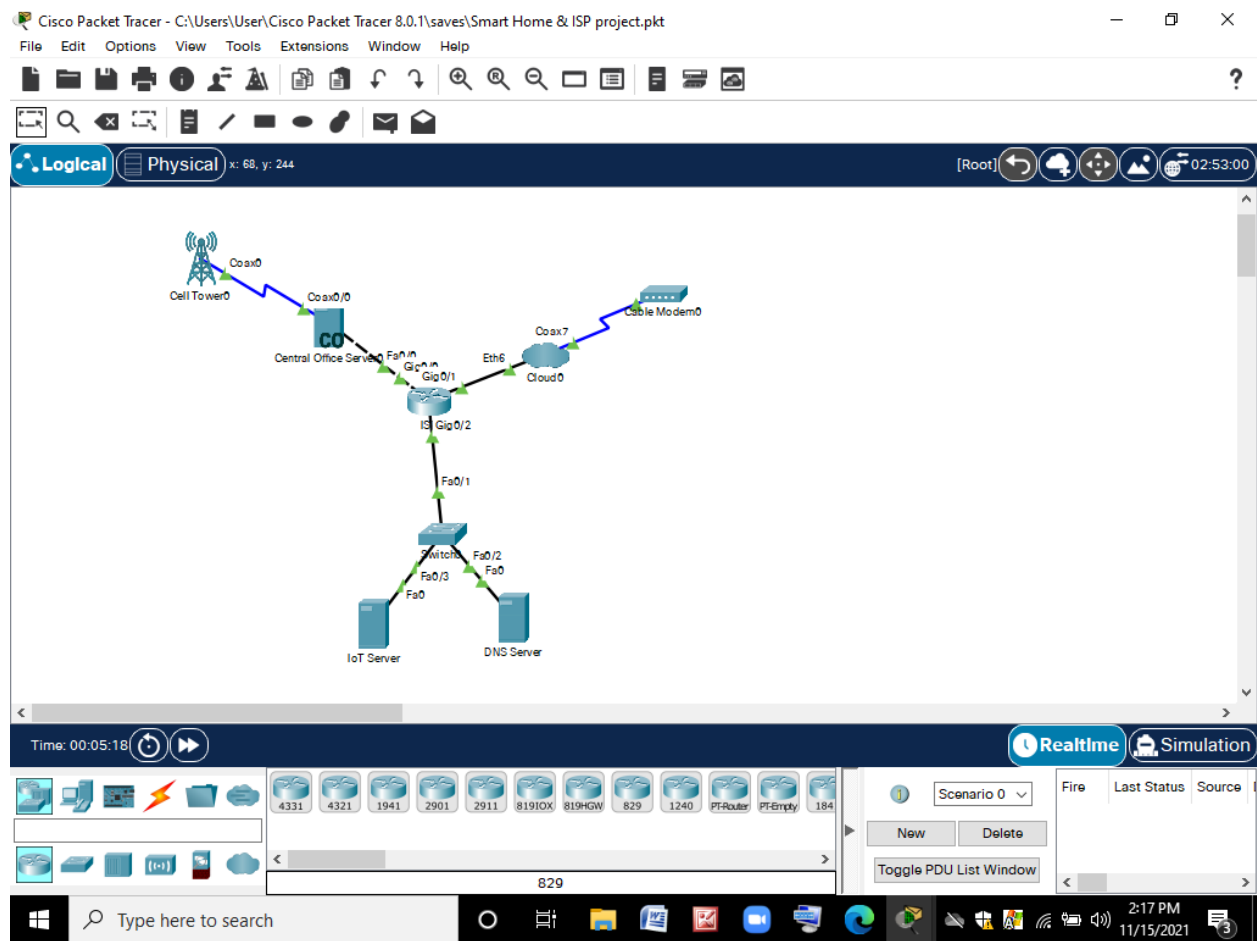 Cisco Packet Tracer - C:\Users\User\Cisco Packet Tracer 8.0.1\saves\Smart Home & ISP project.pkt
File Edit Options View Tools Extensions Window Help
?
Logical Physical x: 68, y: 244 [Root] 02:53:00
Coax0
Cell Tower0
Coax0/0
CO
Cable Modem0
Coax7
Central Office Server0 Fa0/0
Gig0/0
Gig0/1
Eth6
Cloud0
Gig0/2
Fa0/1
Switch0
Fa0/2
Fa0/3
Fa0
Fa0
IoT Server
DNS Server
Time: 00:05:18 Realtime Simulation
4331 4321 1941 2901 2911 819IOX 819HGW 829 1240 PT-Router PT-Empty 184
Scenario 0
Fire Last Status Source
New Delete
Toggle PDU List Window
829
Type here to search
2:17 PM
11/15/2021
3